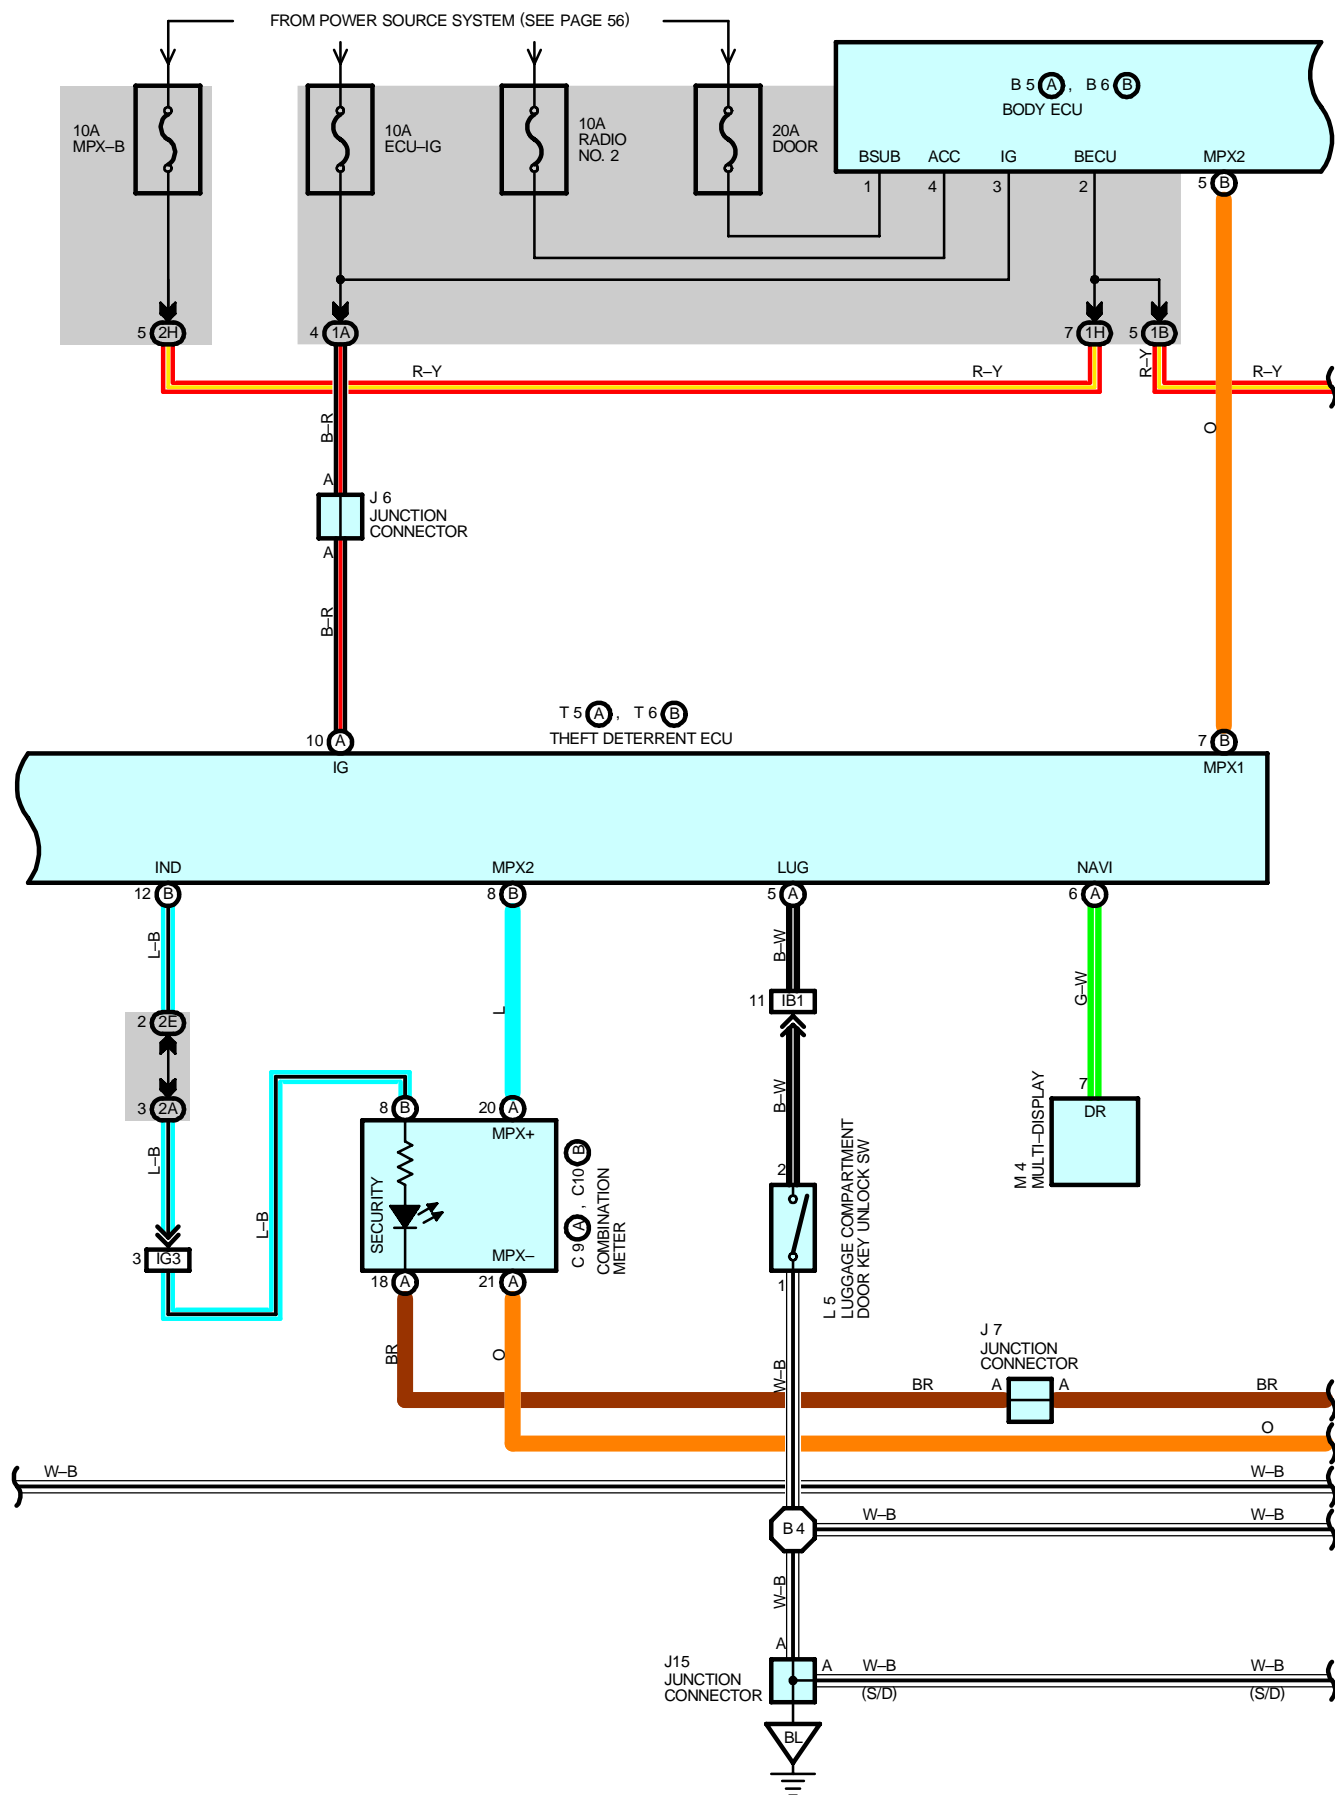 FROM POWER SOURCE SYSTEM (SEE PAGE 56)
10A
MPX–B
10A
ECU–IG
10A
RADIO
NO. 2
20A
DOOR
B 5 A , B 6 B
BODY ECU
BSUB ACC IG BECU MPX2
1 4 3 2 5 B
5 2H 4 1A 7 1H 5 1B
R–Y R–Y R–Y R–Y
B–R
O
A
J 6
JUNCTION
CONNECTOR
A
B–R
T 5 A , T 6 B
THEFT DETERRENT ECU
10 A 7 B
IG MPX1
IND MPX2 LUG NAVI
12 B 8 B 5 A 6 A
L–B L B–W G–W
11 IB1
2 2E
3 2A
B–W
7
DR
M 4
MULTI–DISPLAY
8 B 20 A
MPX+
SECURITY
MPX–
C 9 A , C10 B
COMBINATION
METER
L–B
L–B
3 IG3
18 A 21 A
2
1
L 5
LUGGAGE COMPARTMENT
DOOR KEY UNLOCK SW
BR O W–B
J 7
JUNCTION
CONNECTOR
BR A A BR
O
W–B W–B
B 4 W–B W–B
W–B
A
J15
JUNCTION
CONNECTOR
A W–B W–B
(S/D) (S/D)
BL